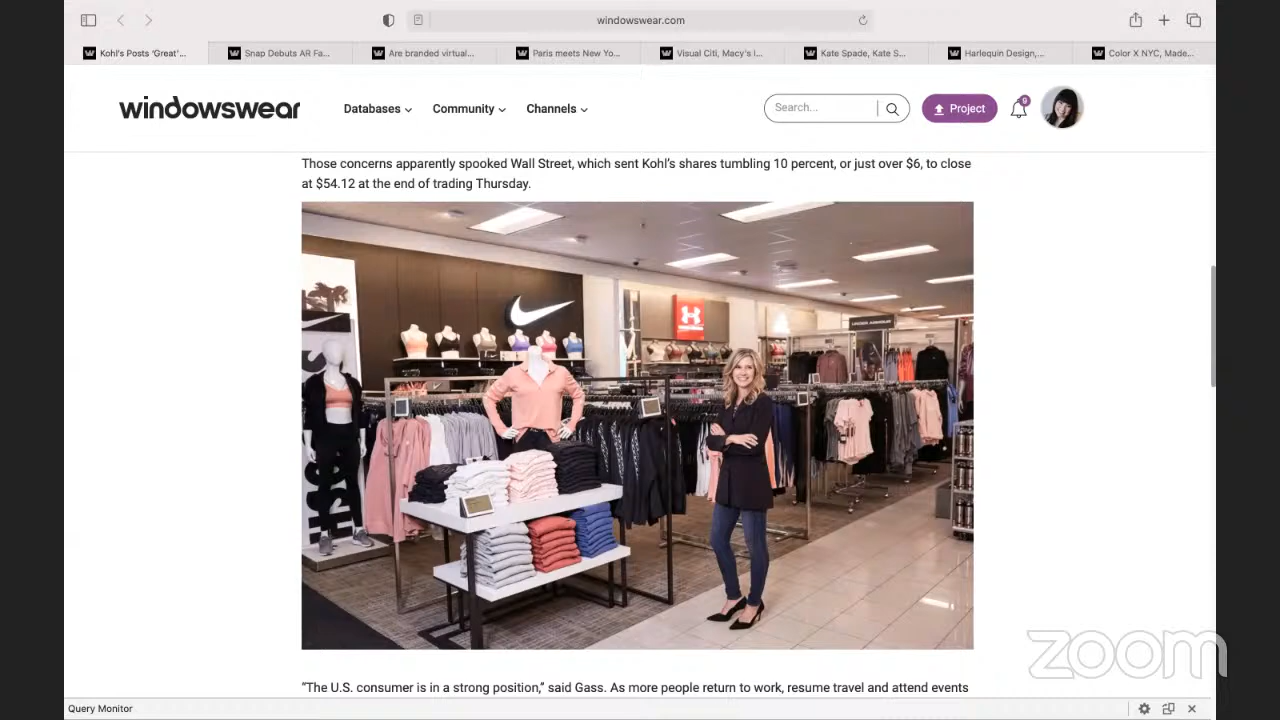 windowswear.com
Kohl's Posts 'Great'...
Snap Debuts AR Fa...
Are branded virtual...
Paris meets New Yo...
Visual Citi, Macy's I...
Kate Spade, Kate S...
Harlequin Design,...
Color X NYC, Made...
windowswear
Databases
Community
Channels
Search...
Project
9
Those concerns apparently spooked Wall Street, which sent Kohl's shares tumbling 10 percent, or just over $6, to close
at $54.12 at the end of trading Thursday.
UNDER ARMOUR
zoom
"The U.S. consumer is in a strong position," said Gass. As more people return to work, resume travel and attend events
Query Monitor